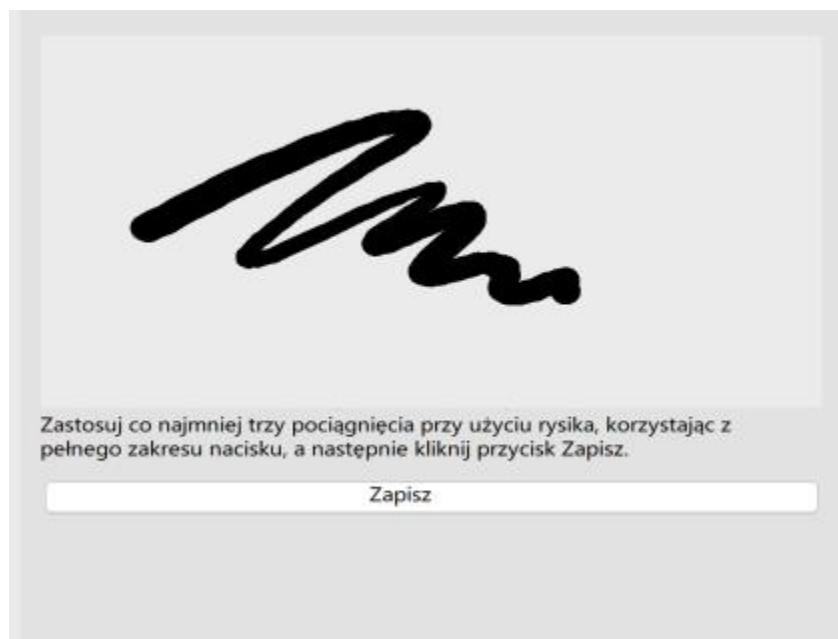 Zastosuj co najmniej trzy pociągnięcia przy użyciu rysika, korzystając z
pełnego zakresu nacisku, a następnie kliknij przycisk Zapisz.
Zapisz